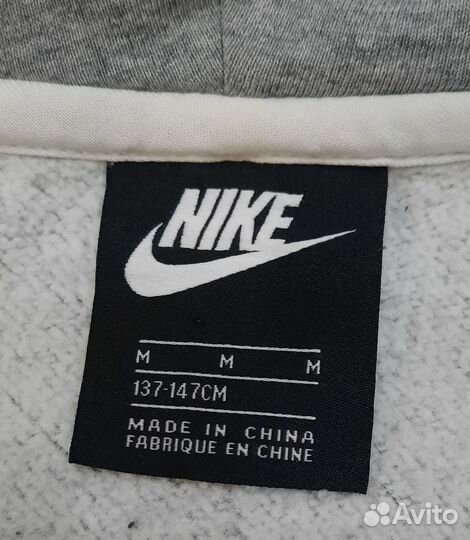 NIKE
M M M
137-147CM
MADE IN CHINA
FABRIQUE EN CHINE
Avito